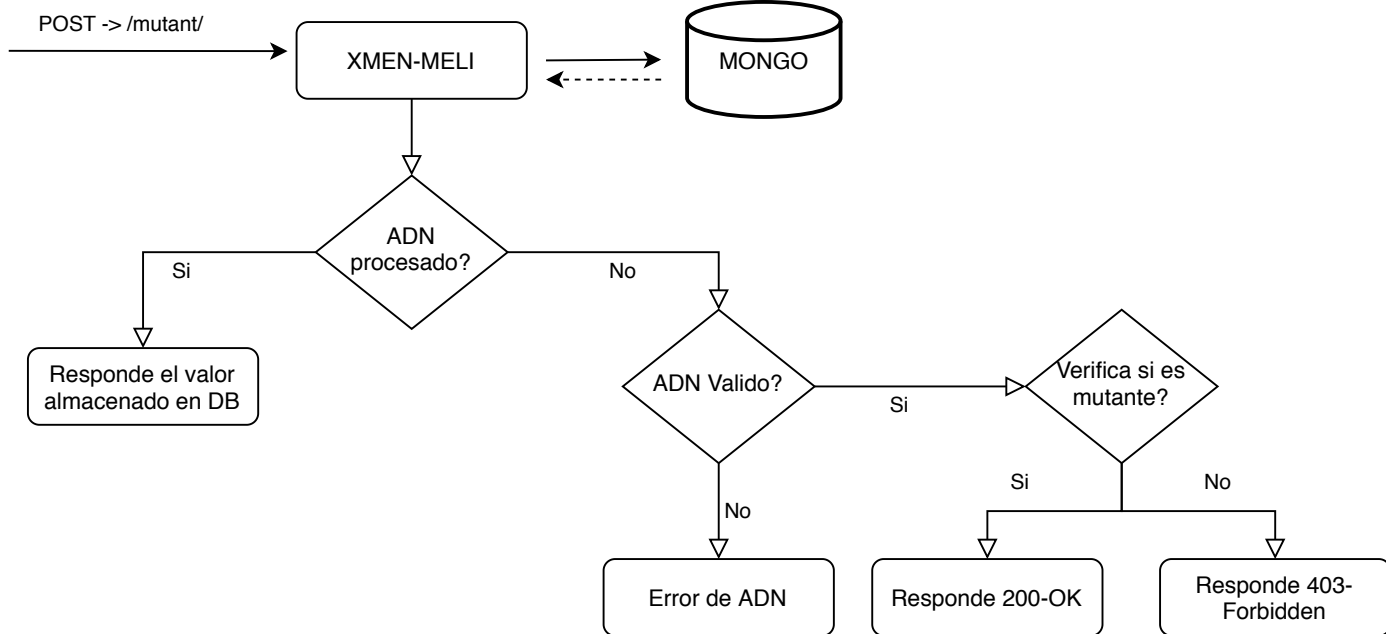 POST -> /mutant/
XMEN-MELI
MONGO
ADN
procesado?
Si
No
Responde el valor
almacenado en DB
ADN Valido?
Si
Verifica si es
mutante?
No
Si
No
Error de ADN
Responde 200-OK
Responde 403-
Forbidden